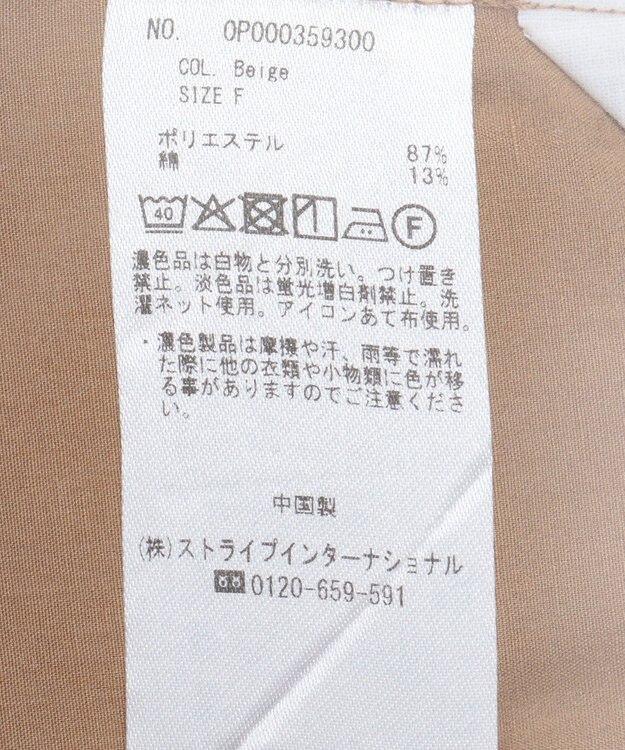 NO. 0P000359300
COL. Beige
SIZE F
ポリエステル 87%
綿 13%
40
F
濃色品は白物と分別洗い。つけ置き
禁止。淡色品は蛍光増白剤禁止。洗
濯ネット使用。アイロンあて布使用。
・濃色製品は摩擦や汗、雨等で濡れ
た際に他の衣類や小物類に色が移
る事がありますのでご注意くださ
い。
中国製
(株)ストライプインターナショナル
0120-659-591